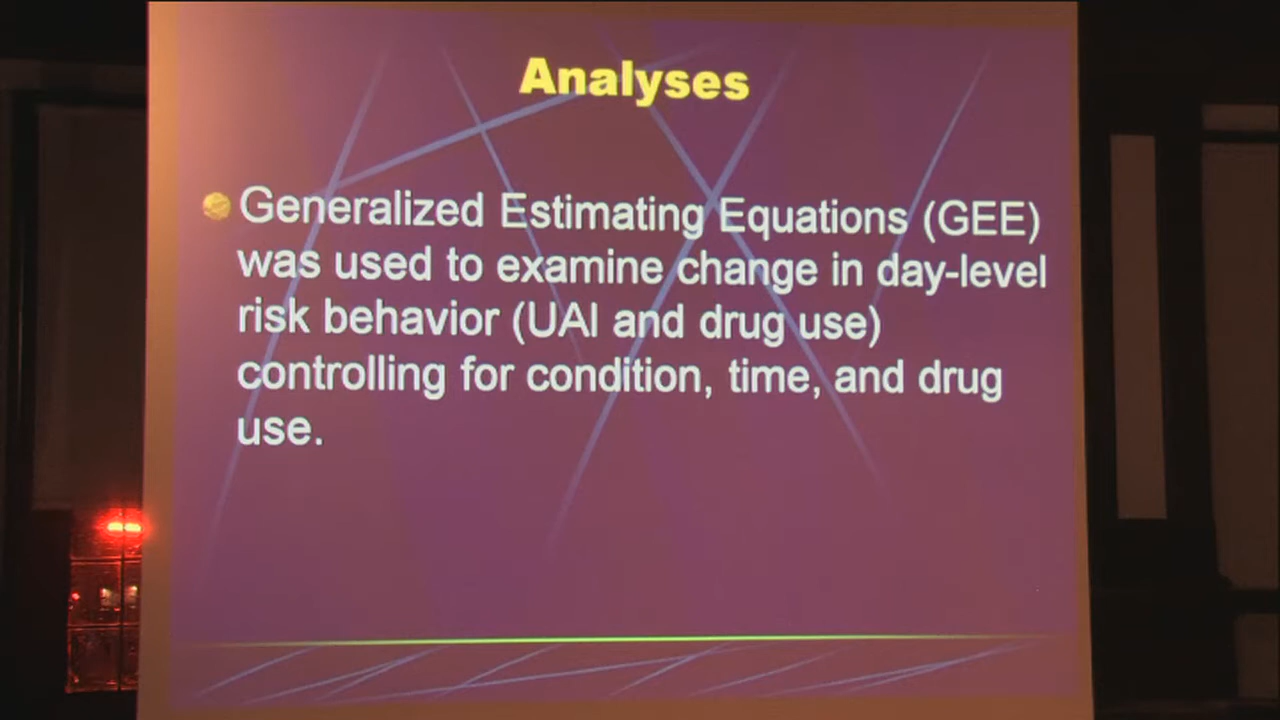 Analyses
Generalized Estimating Equations (GEE)
was used to examine change in day-level
risk behavior (UAI and drug use)
controlling for condition, time, and drug
use.